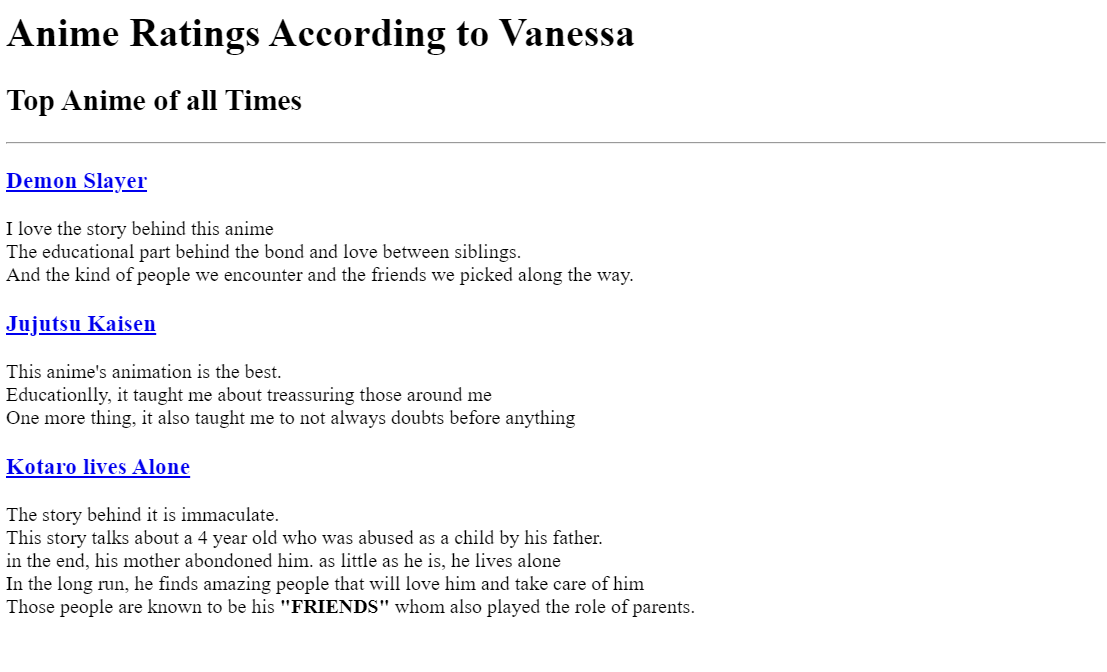 Anime Ratings According to Vanessa
Top Anime of all Times
Demon Slayer
I love the story behind this anime
The educational part behind the bond and love between siblings.
And the kind of people we encounter and the friends we picked along the way.
Jujutsu Kaisen
This anime's animation is the best.
Educationlly, it taught me about treassuring those around me
One more thing, it also taught me to not always doubts before anything
Kotaro lives Alone
The story behind it is immaculate.
This story talks about a 4 year old who was abused as a child by his father.
in the end, his mother abondoned him. as little as he is, he lives alone
In the long run, he finds amazing people that will love him and take care of him
Those people are known to be his "FRIENDS" whom also played the role of parents.